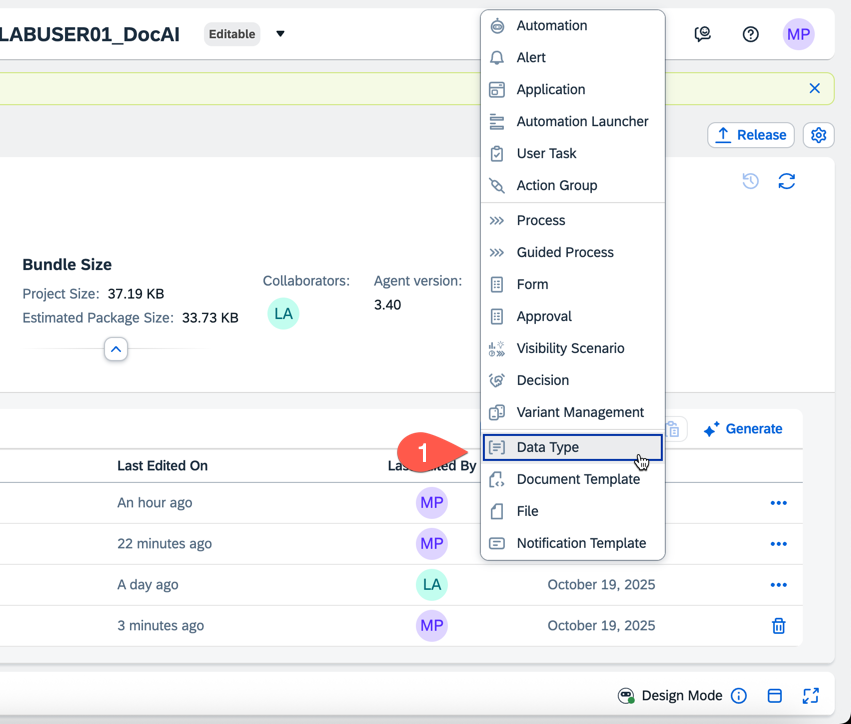 LABUSER01_DocAI
Editable
MP
Release
Bundle Size
Project Size: 37.19 KB
Estimated Package Size: 33.73 KB
Collaborators:
LA
Agent version:
3.40
Automation
Alert
Application
Automation Launcher
User Task
Action Group
Process
Guided Process
Form
Approval
Visibility Scenario
Decision
Variant Management
Data Type
Document Template
File
Notification Template
1
Generate
Last Edited On
By
An hour ago
MP
22 minutes ago
MP
A day ago
LA
October 19, 2025
3 minutes ago
MP
October 19, 2025
Design Mode